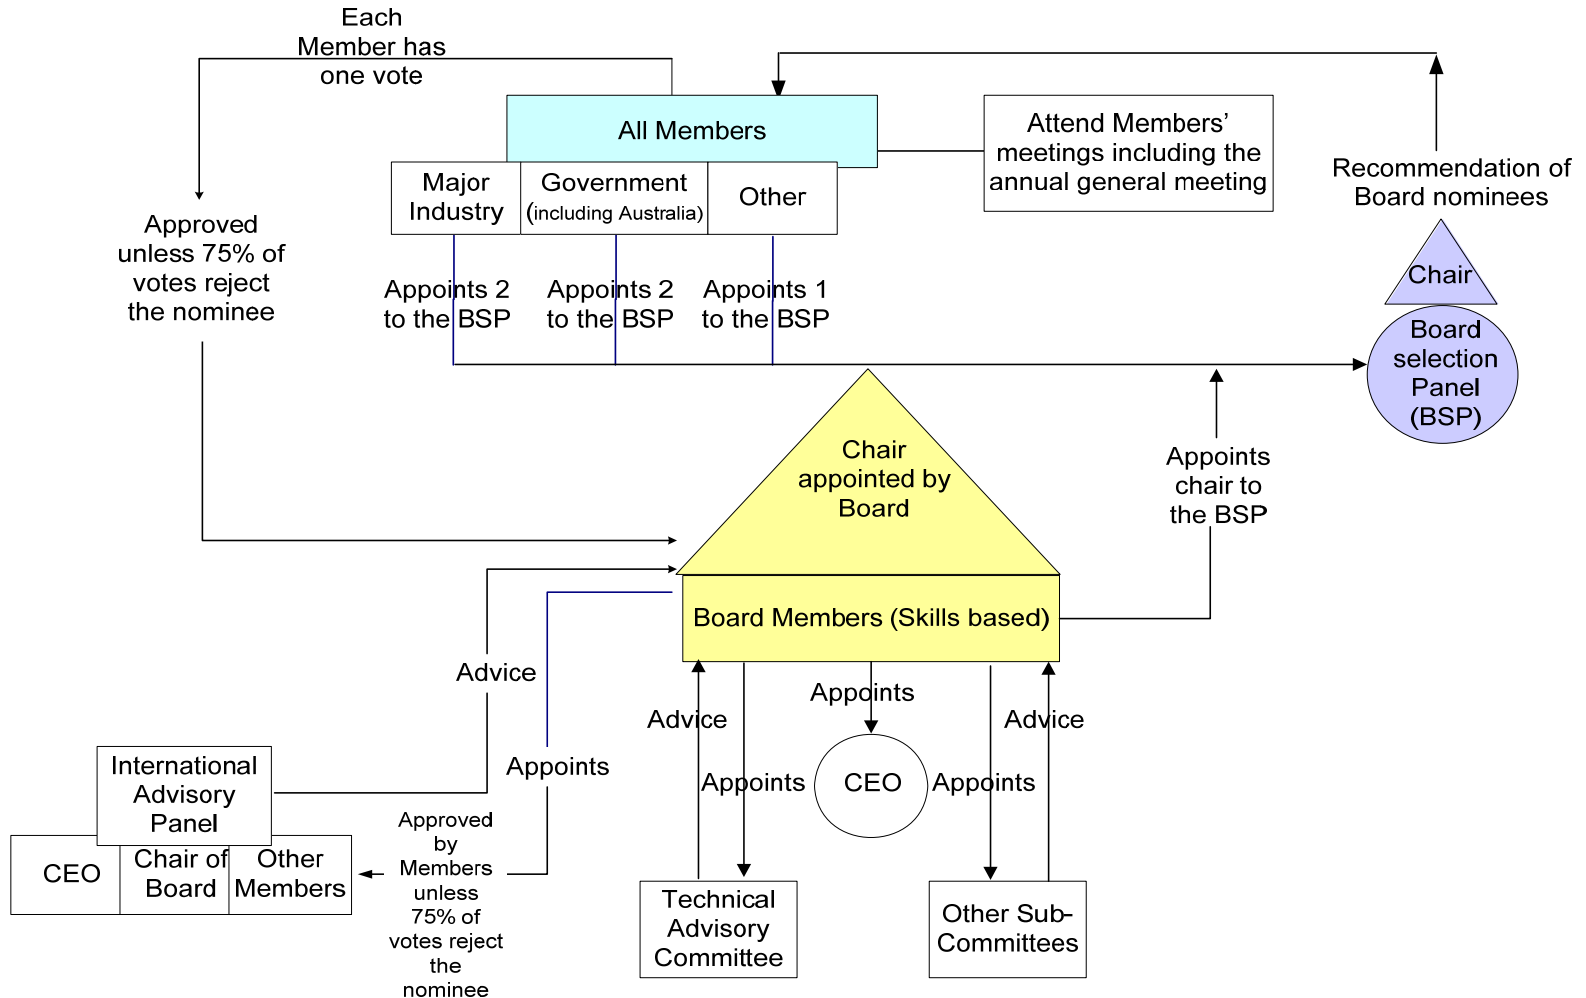 Each
Member has
one vote
All Members
Attend Members’
meetings including the
annual general meeting
Major
Industry
Government
(including Australia)
Other
Recommendation of
Board nominees
Approved
unless 75% of
votes reject
the nominee
Appoints 2
to the BSP
Appoints 2
to the BSP
Appoints 1
to the BSP
Chair
Board
selection
Panel
(BSP)
Chair
appointed by
Board
Appoints
chair to
the BSP
Board Members (Skills based)
Advice
Appoints
Advice
Appoints
Appoints
CEO
Appoints
Advice
International
Advisory
Panel
CEO
Chair of
Board
Other
Members
Approved
by
Members
unless
75% of
votes reject
the
nominee
Technical
Advisory
Committee
Other Sub-
Committees